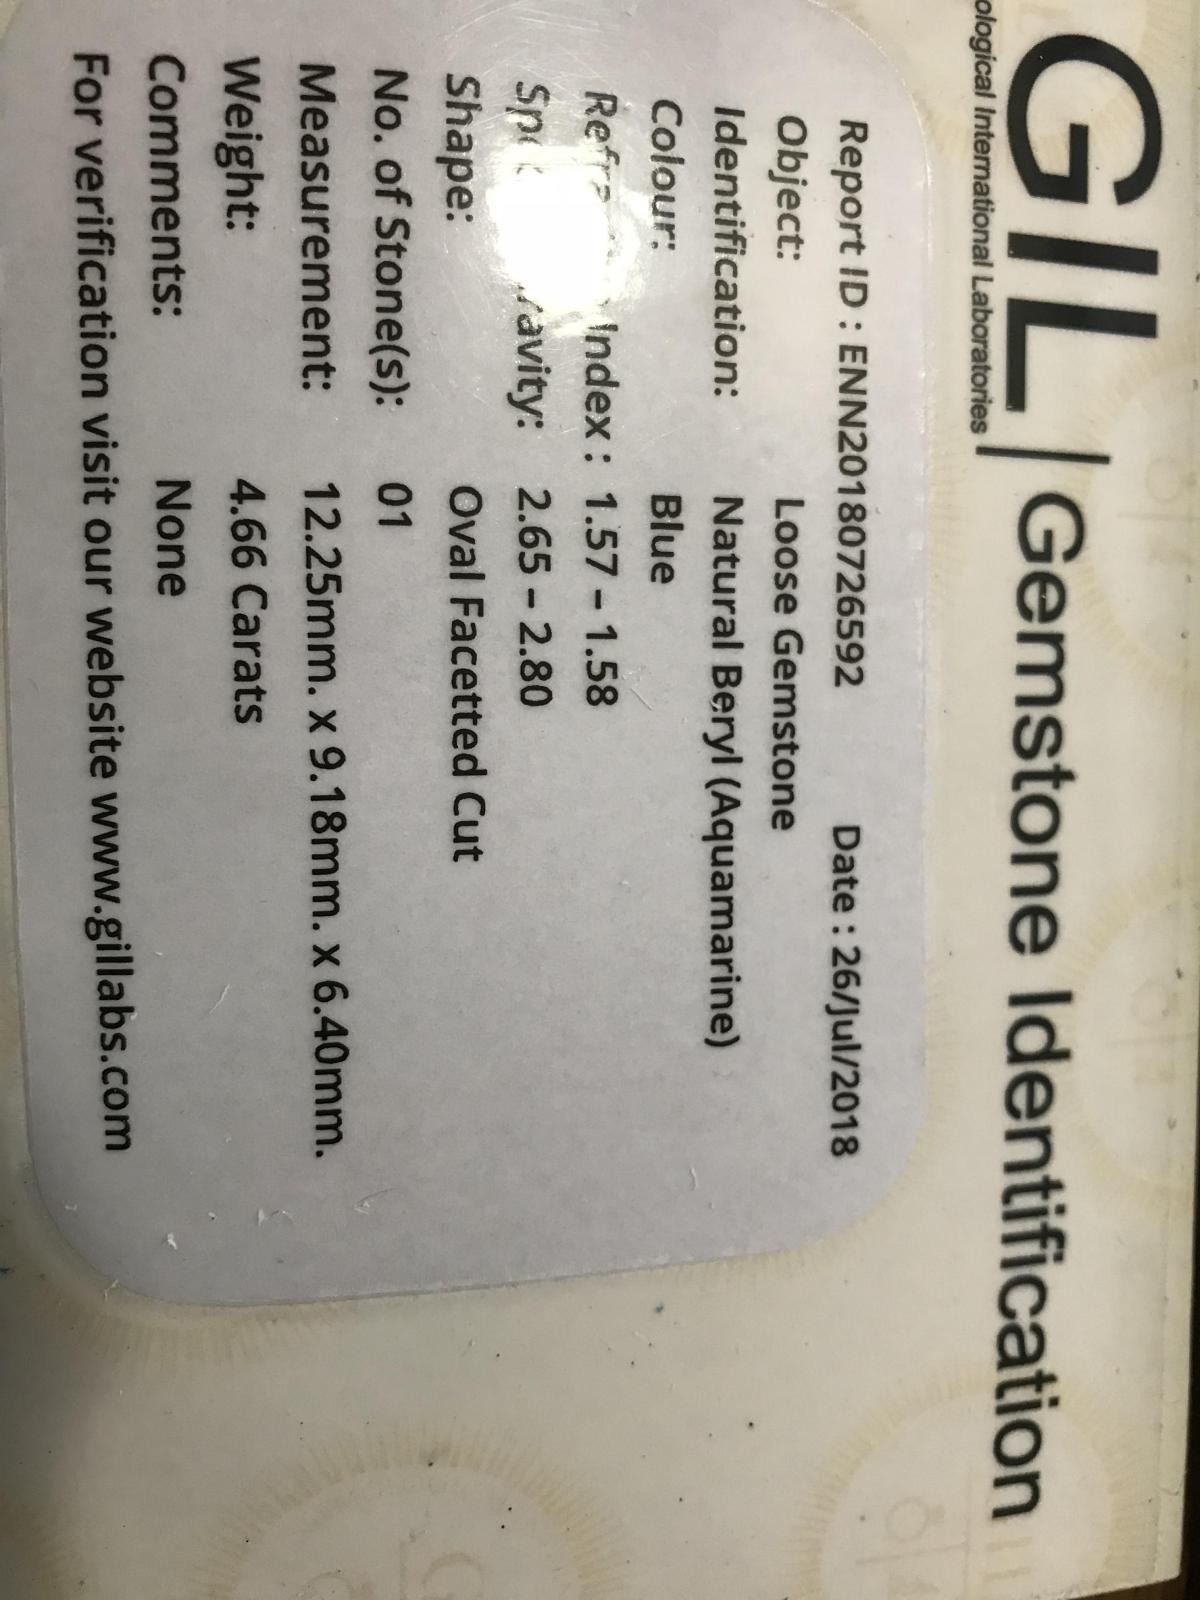 GIL | Gemstone Identification
ological International Laboratories
Report ID : ENN20180726592 Date : 26/Jul/2018
Object: Loose Gemstone
Identification: Natural Beryl (Aquamarine)
Colour: Blue
Index : 1.57 – 1.58
2.65 – 2.80
Shape: Oval Facetted Cut
No. of Stone(s): 01
Measurement: 12.25mm. x 9.18mm. x 6.40mm.
Weight: 4.66 Carats
Comments: None
For verification visit our website www.gillabs.com